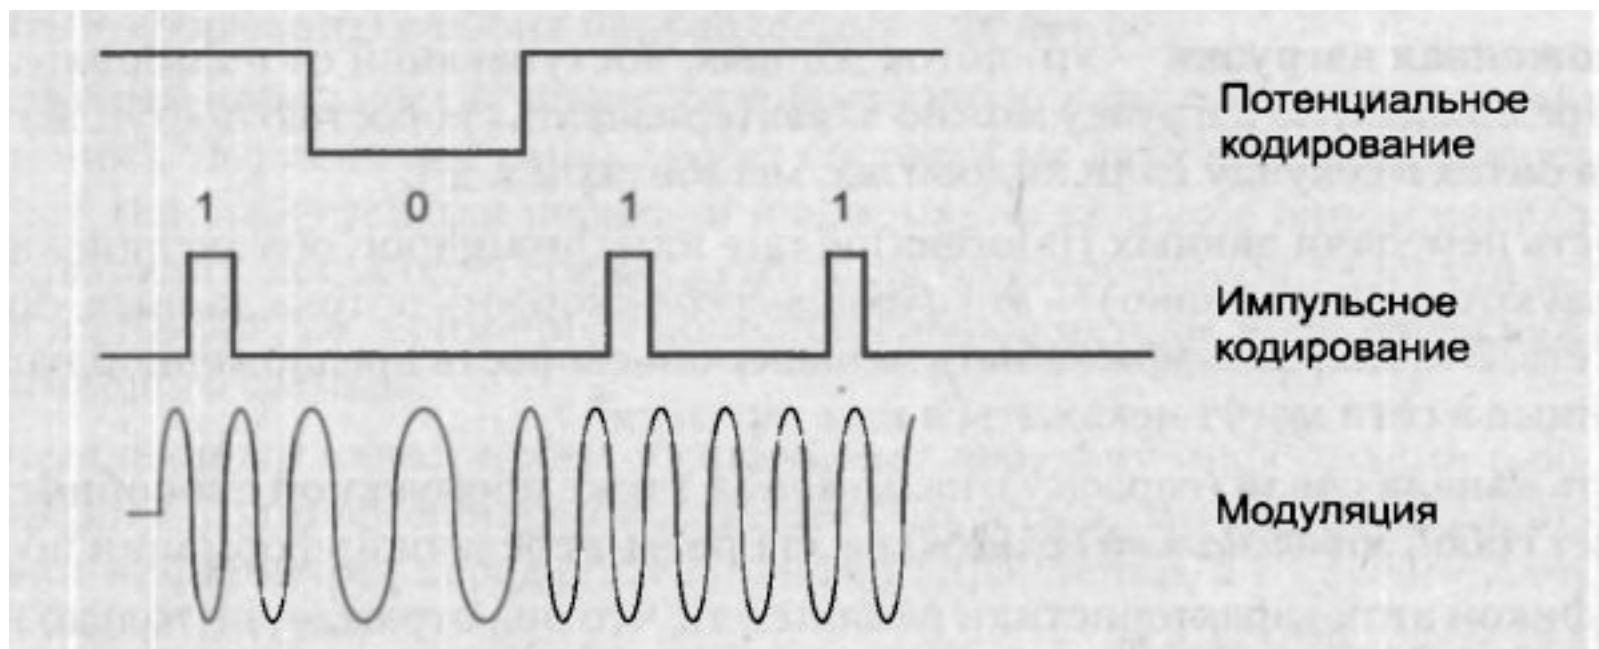 Потенциальное
кодирование
1 0 1 1
Импульсное
кодирование
Модуляция